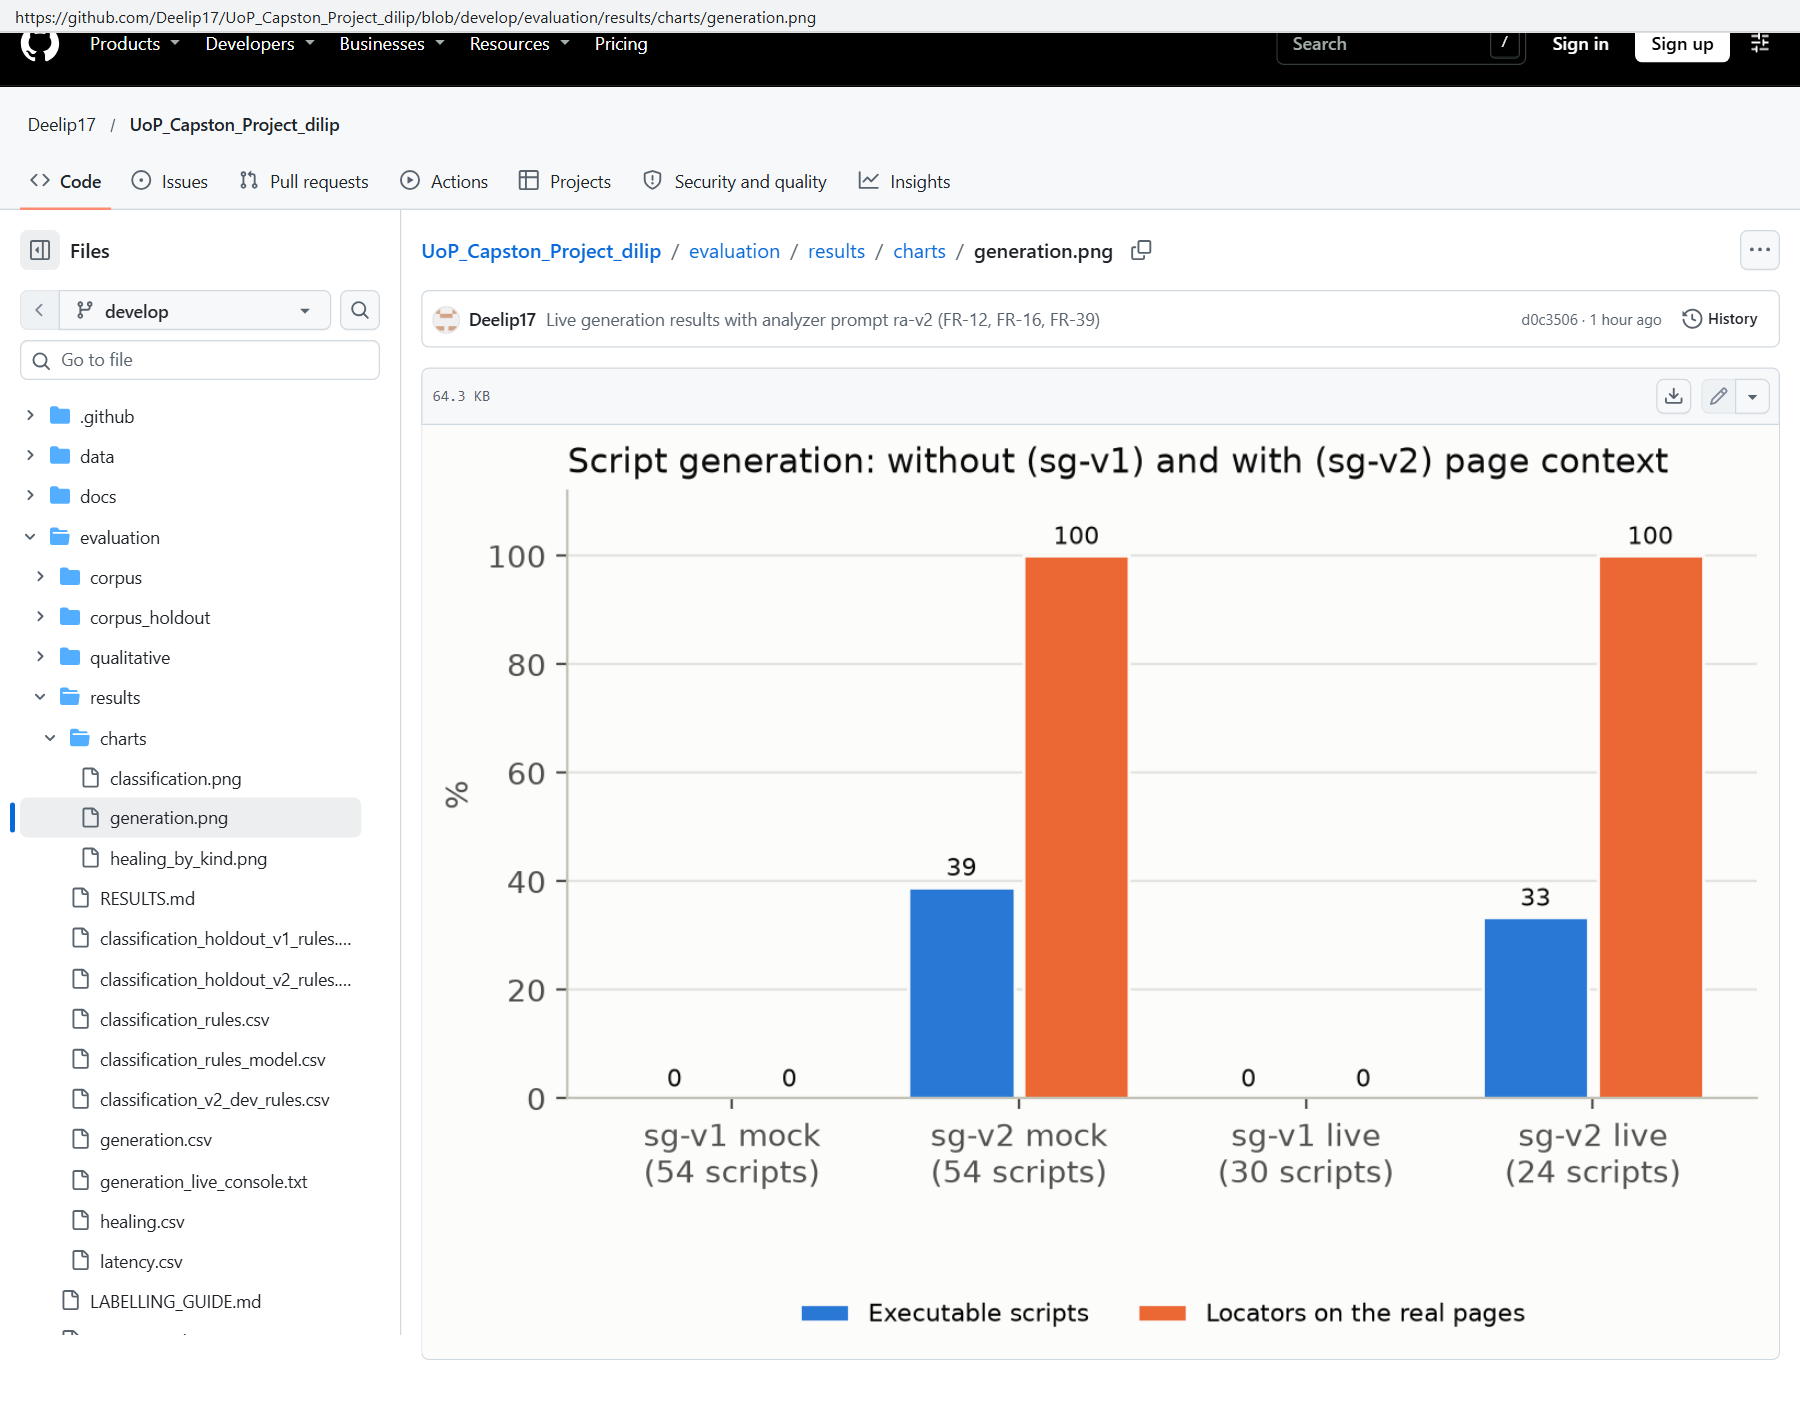 https://github.com/Deelip17/UoP_Capston_Project_dilip/blob/develop/evaluation/results/charts/generation.png
Products Developers Businesses Resources Pricing Search / Sign in Sign up
Deelip17 / UoP_Capston_Project_dilip
Code Issues Pull requests Actions Projects Security and quality Insights
Files
develop
Go to file
.github
data
docs
evaluation
corpus
corpus_holdout
qualitative
results
charts
classification.png
generation.png
healing_by_kind.png
RESULTS.md
classification_holdout_v1_rules....
classification_holdout_v2_rules....
classification_rules.csv
classification_rules_model.csv
classification_v2_dev_rules.csv
generation.csv
generation_live_console.txt
healing.csv
latency.csv
LABELLING_GUIDE.md
UoP_Capston_Project_dilip / evaluation / results / charts / generation.png
Deelip17 Live generation results with analyzer prompt ra-v2 (FR-12, FR-16, FR-39) d0c3506 · 1 hour ago History
64.3 KB
Script generation: without (sg-v1) and with (sg-v2) page context
%
100
80
60
40
20
0
0 0 39 100 0 0 33 100
sg-v1 mock sg-v2 mock sg-v1 live sg-v2 live
(54 scripts) (54 scripts) (30 scripts) (24 scripts)
Executable scripts Locators on the real pages